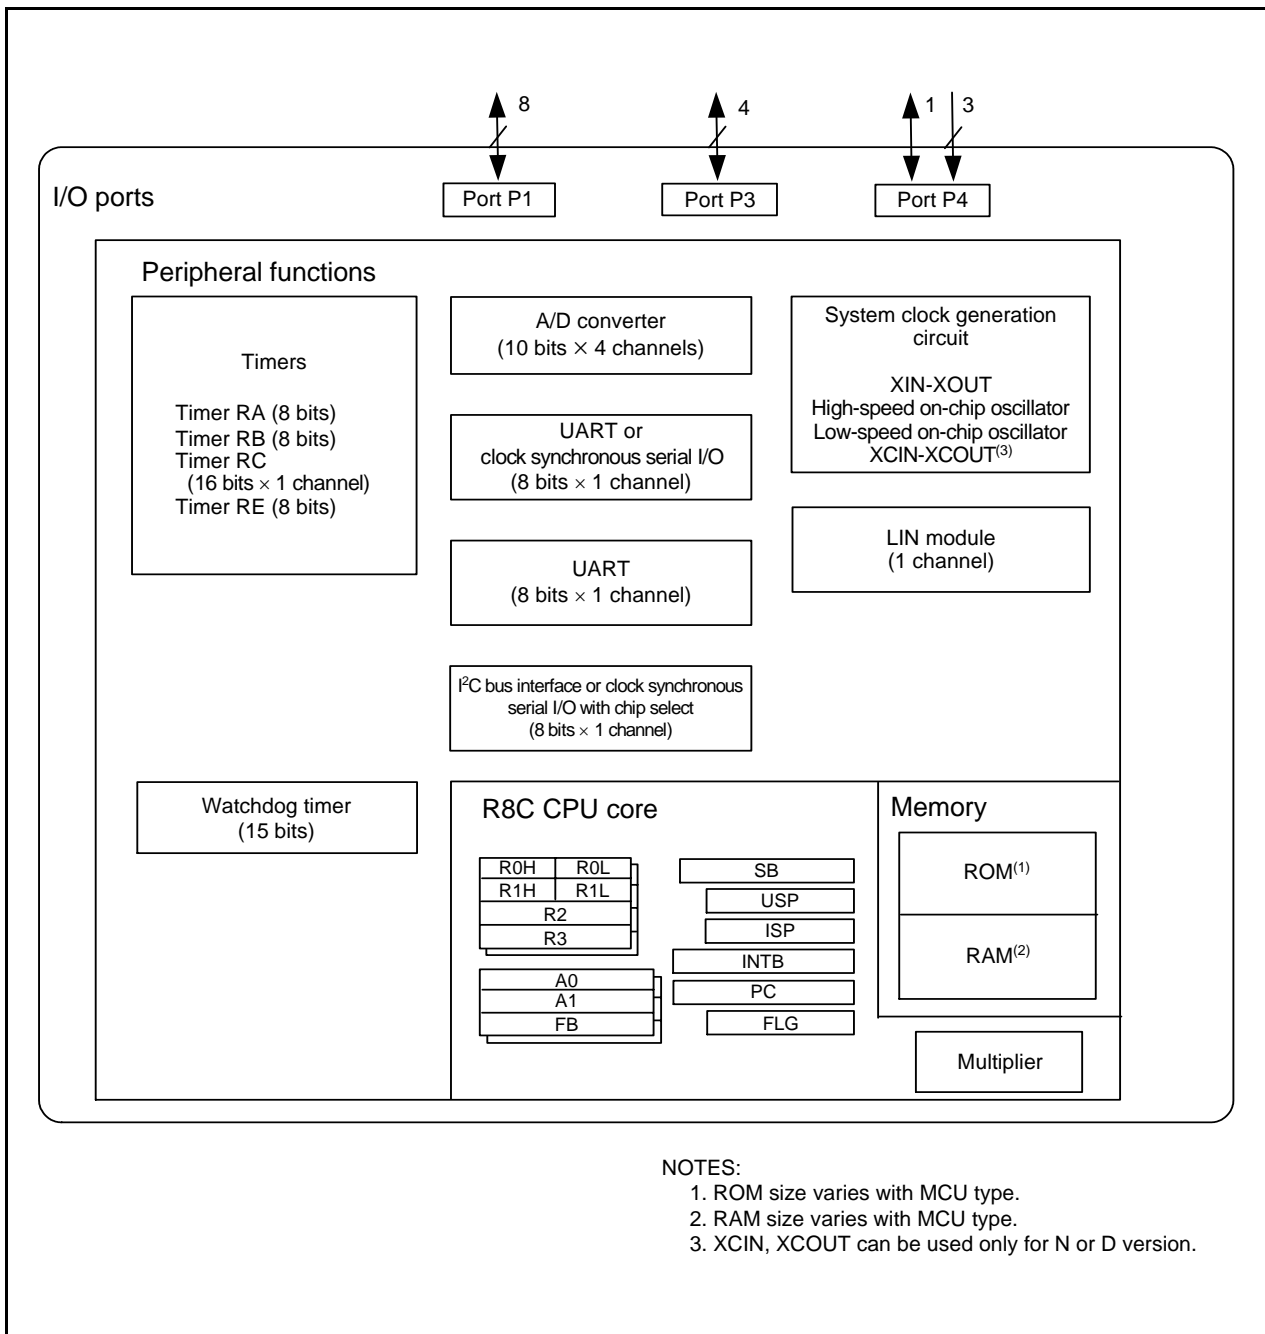 8
4
1
3
I/O ports
Port P1
Port P3
Port P4
Peripheral functions
Timers
Timer RA (8 bits)
Timer RB (8 bits)
Timer RC
(16 bits × 1 channel)
Timer RE (8 bits)
A/D converter
(10 bits × 4 channels)
UART or
clock synchronous serial I/O
(8 bits × 1 channel)
UART
(8 bits × 1 channel)
I²C bus interface or clock synchronous
serial I/O with chip select
(8 bits × 1 channel)
System clock generation
circuit
XIN-XOUT
High-speed on-chip oscillator
Low-speed on-chip oscillator
XCIN-XCOUT(3)
LIN module
(1 channel)
Watchdog timer
(15 bits)
R8C CPU core
R0H R0L
R1H R1L
R2
R3
A0
A1
FB
SB
USP
ISP
INTB
PC
FLG
Memory
ROM(1)
RAM(2)
Multiplier
NOTES:
1. ROM size varies with MCU type.
2. RAM size varies with MCU type.
3. XCIN, XCOUT can be used only for N or D version.